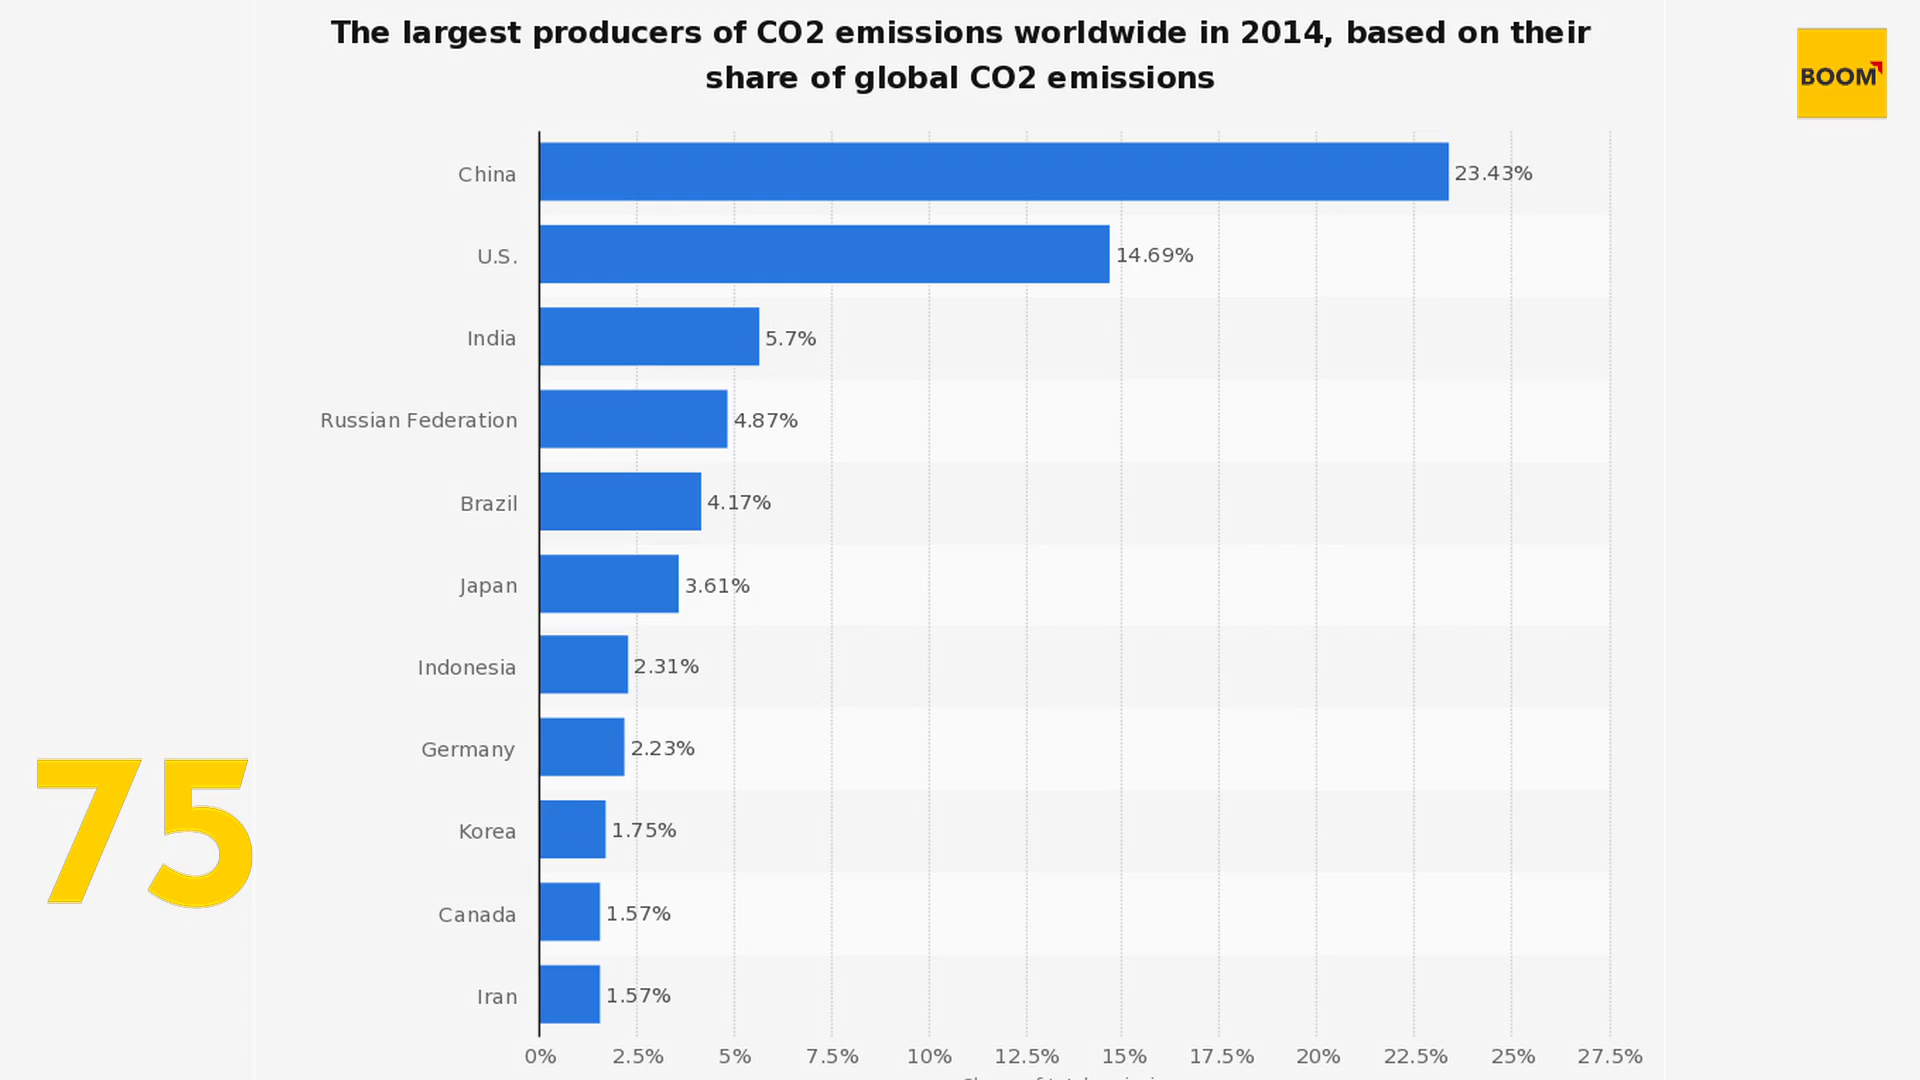 The largest producers of CO2 emissions worldwide in 2014, based on their
share of global CO2 emissions
BOOM
China 23.43%
U.S. 14.69%
India 5.7%
Russian Federation 4.87%
Brazil 4.17%
Japan 3.61%
Indonesia 2.31%
Germany 2.23%
75
Korea 1.75%
Canada 1.57%
Iran 1.57%
0% 2.5% 5% 7.5% 10% 12.5% 15% 17.5% 20% 22.5% 25% 27.5%